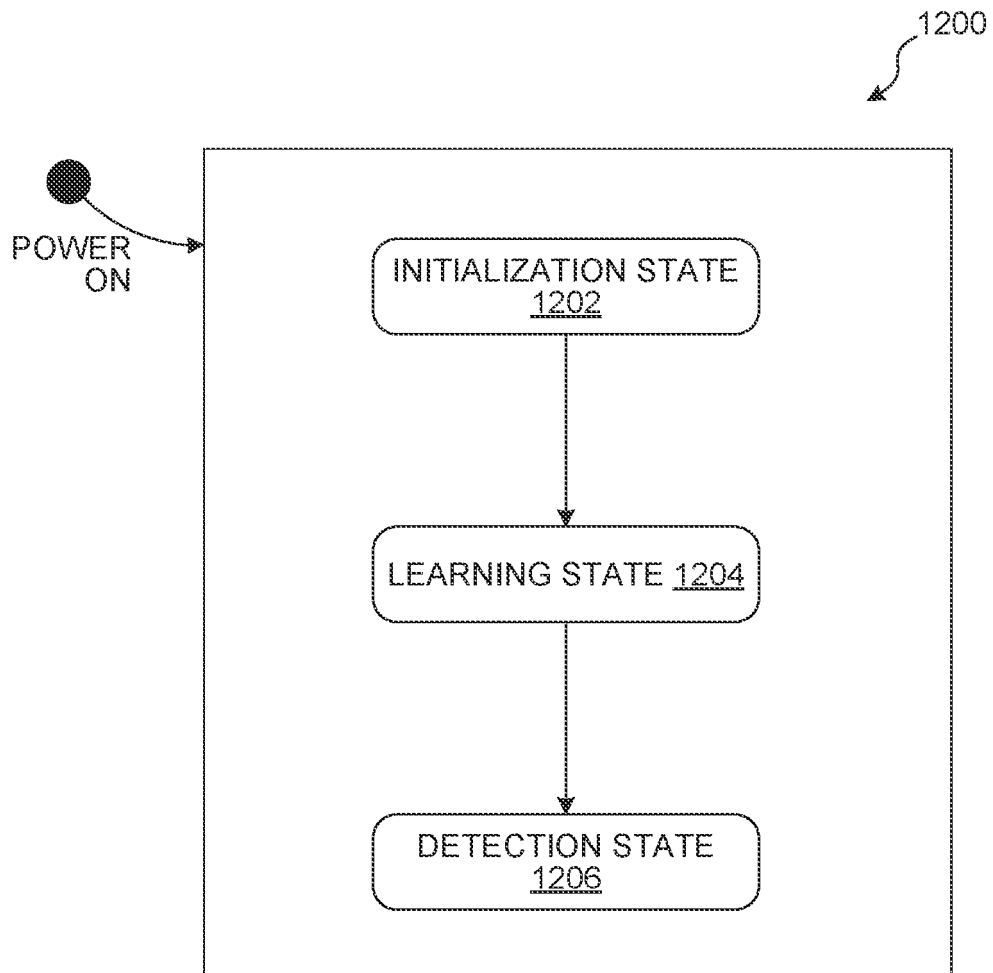 1200
POWER
ON
INITIALIZATION STATE
1202
LEARNING STATE 1204
DETECTION STATE
1206